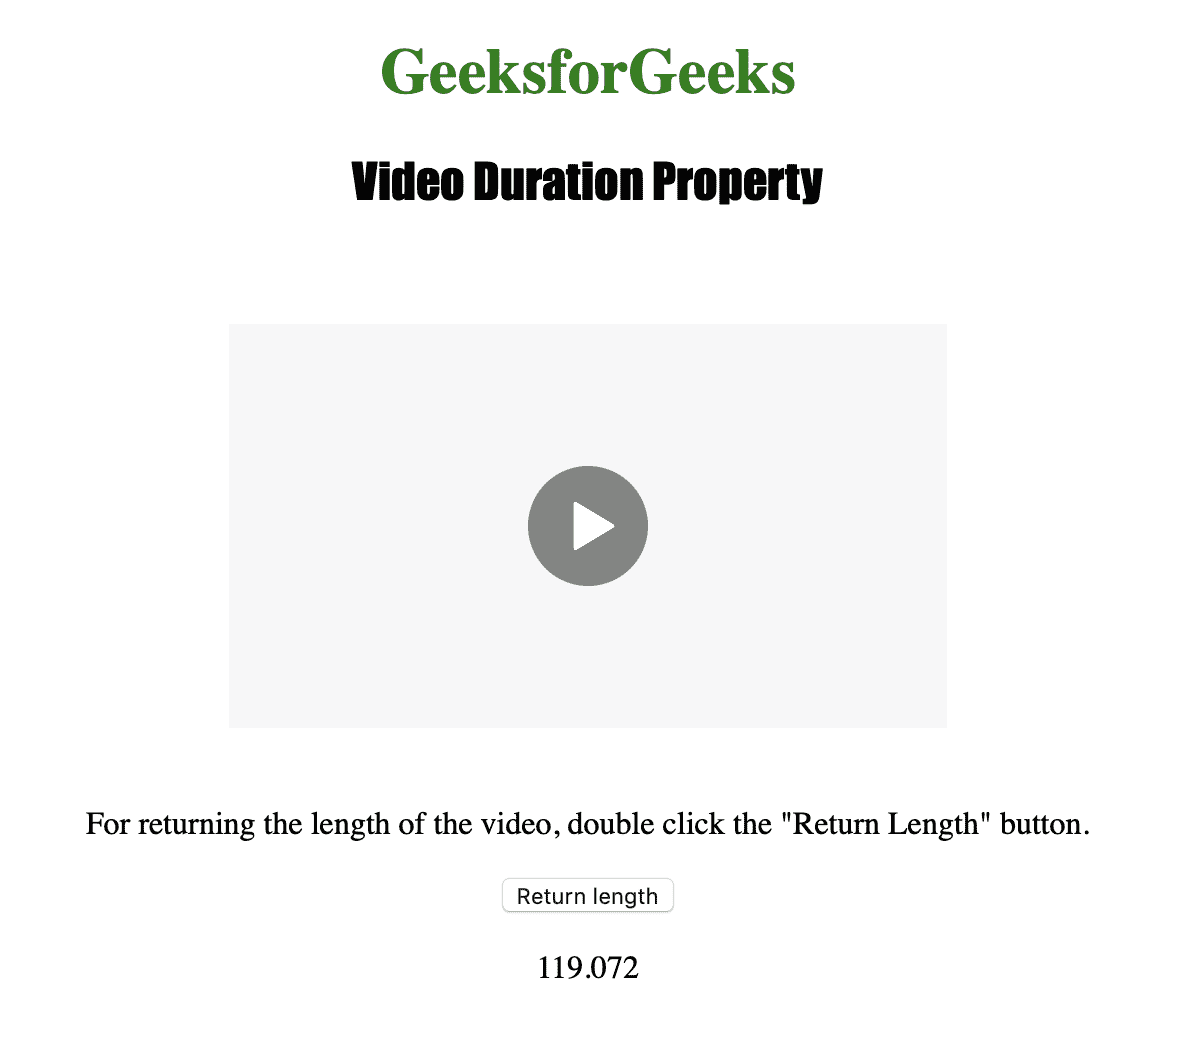 GeeksforGeeks
Video Duration Property
For returning the length of the video, double click the "Return Length" button.
Return length
119.072